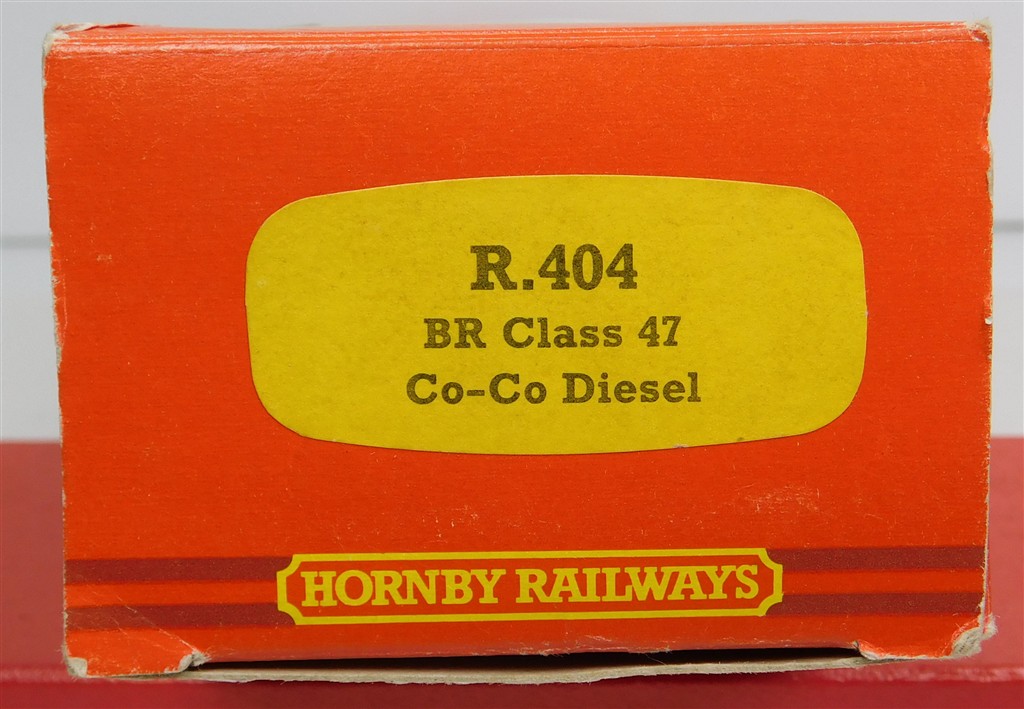 R.404
BR Class 47
Co-Co Diesel
HORNBY RAILWAYS